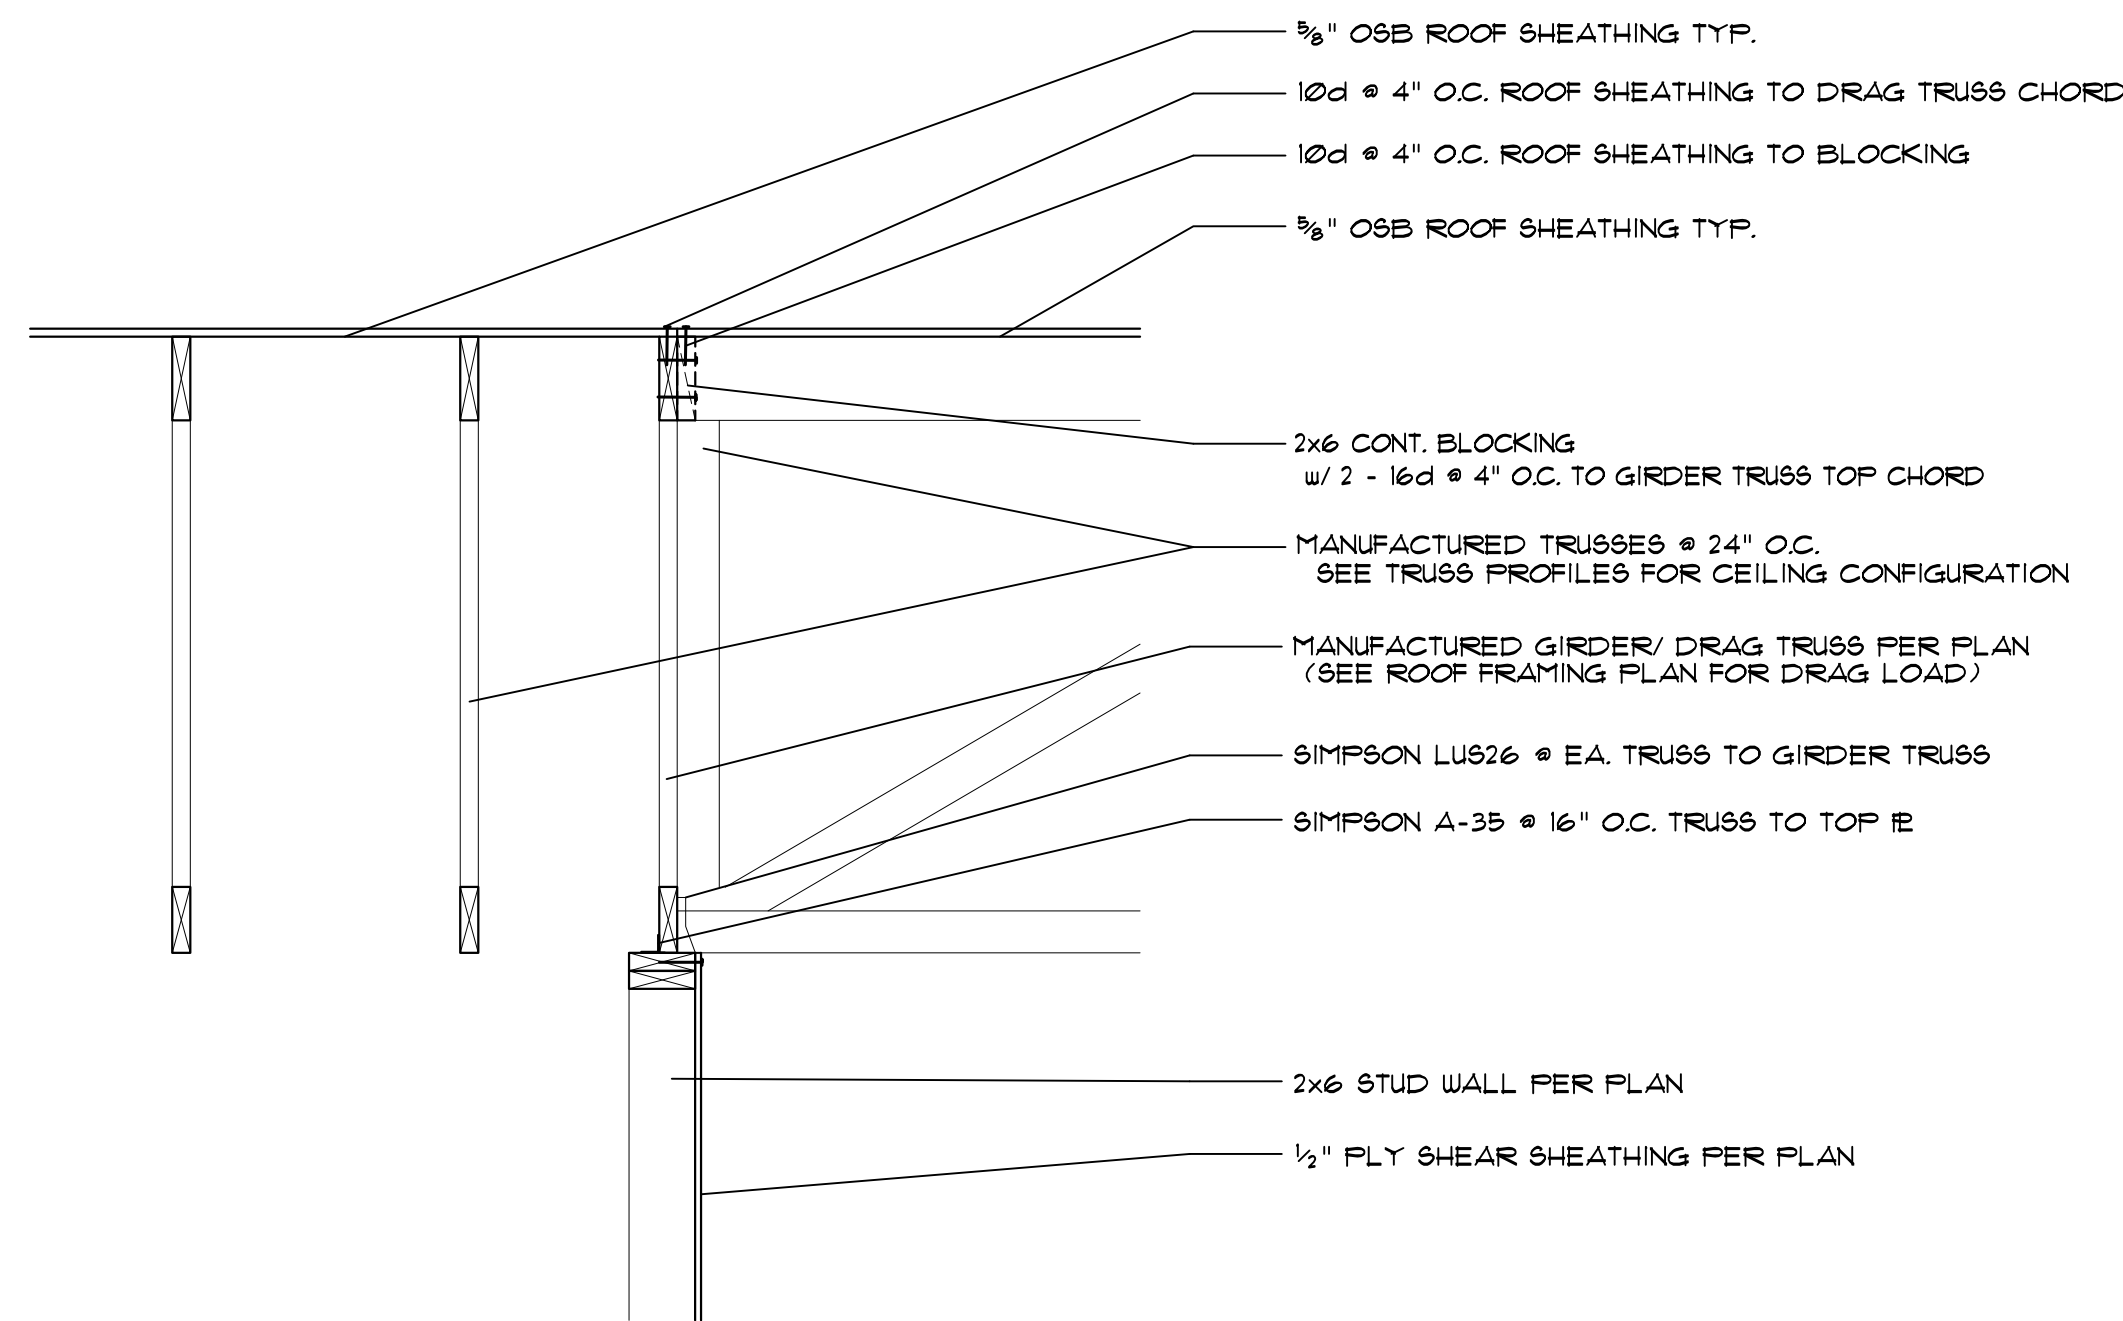 ⅝" OSB ROOF SHEATHING TYP.
10d @ 4" O.C. ROOF SHEATHING TO DRAG TRUSS CHORD
10d @ 4" O.C. ROOF SHEATHING TO BLOCKING
⅝" OSB ROOF SHEATHING TYP.
2x6 CONT. BLOCKING
w/ 2 - 16d @ 4" O.C. TO GIRDER TRUSS TOP CHORD
MANUFACTURED TRUSSES @ 24" O.C.
SEE TRUSS PROFILES FOR CEILING CONFIGURATION
MANUFACTURED GIRDER/ DRAG TRUSS PER PLAN
(SEE ROOF FRAMING PLAN FOR DRAG LOAD)
SIMPSON LUS26 @ EA. TRUSS TO GIRDER TRUSS
SIMPSON A-35 @ 16" O.C. TRUSS TO TOP PL
2x6 STUD WALL PER PLAN
½" PLY SHEAR SHEATHING PER PLAN